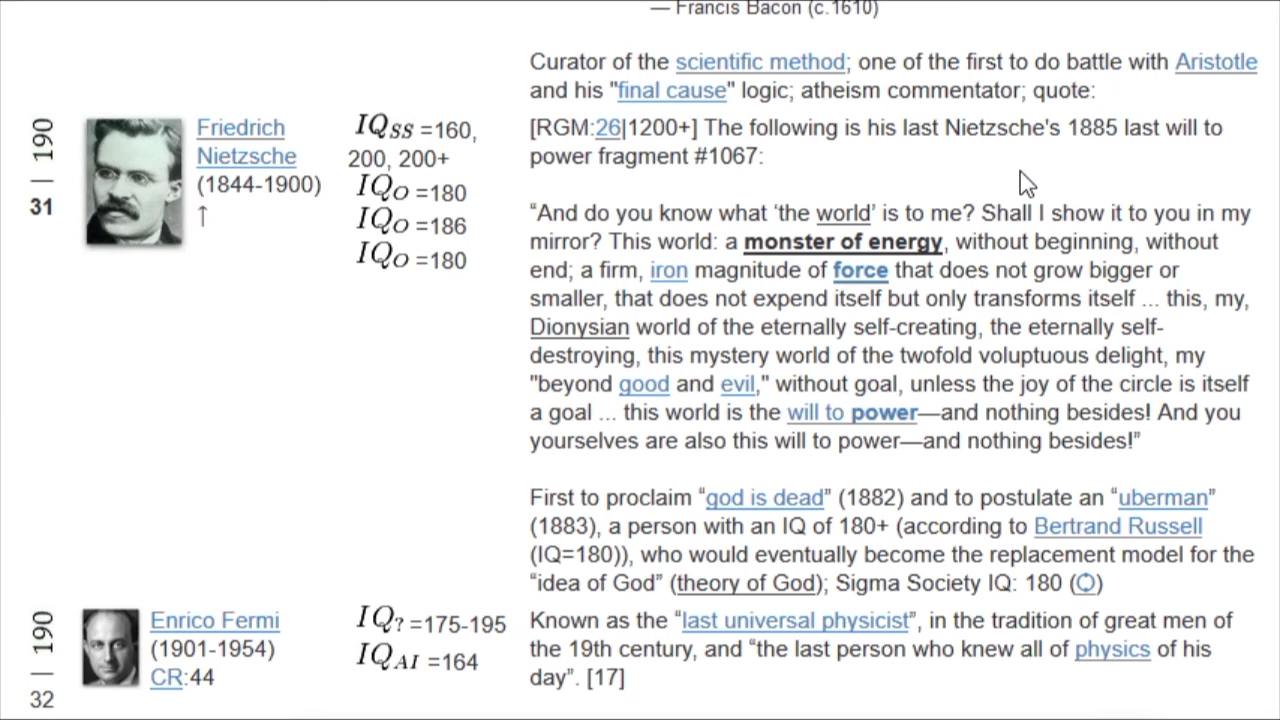 — Francis Bacon (c.1610)
Curator of the scientific method; one of the first to do battle with Aristotle
and his "final cause" logic; atheism commentator; quote:
190 | 31
Friedrich
Nietzsche
(1844-1900)
↑
IQSS =160,
200, 200+
IQO =180
IQO =186
IQO =180
[RGM:26|1200+] The following is his last Nietzsche's 1885 last will to
power fragment #1067:
“And do you know what ‘the world’ is to me? Shall I show it to you in my
mirror? This world: a monster of energy, without beginning, without
end; a firm, iron magnitude of force that does not grow bigger or
smaller, that does not expend itself but only transforms itself ... this, my,
Dionysian world of the eternally self-creating, the eternally self-
destroying, this mystery world of the twofold voluptuous delight, my
"beyond good and evil," without goal, unless the joy of the circle is itself
a goal ... this world is the will to power—and nothing besides! And you
yourselves are also this will to power—and nothing besides!”
First to proclaim “god is dead” (1882) and to postulate an “uberman”
(1883), a person with an IQ of 180+ (according to Bertrand Russell
(IQ=180)), who would eventually become the replacement model for the
“idea of God” (theory of God); Sigma Society IQ: 180 (↻)
190 | 32
Enrico Fermi
(1901-1954)
CR:44
IQ? =175-195
IQAI =164
Known as the “last universal physicist”, in the tradition of great men of
the 19th century, and “the last person who knew all of physics of his
day”. [17]